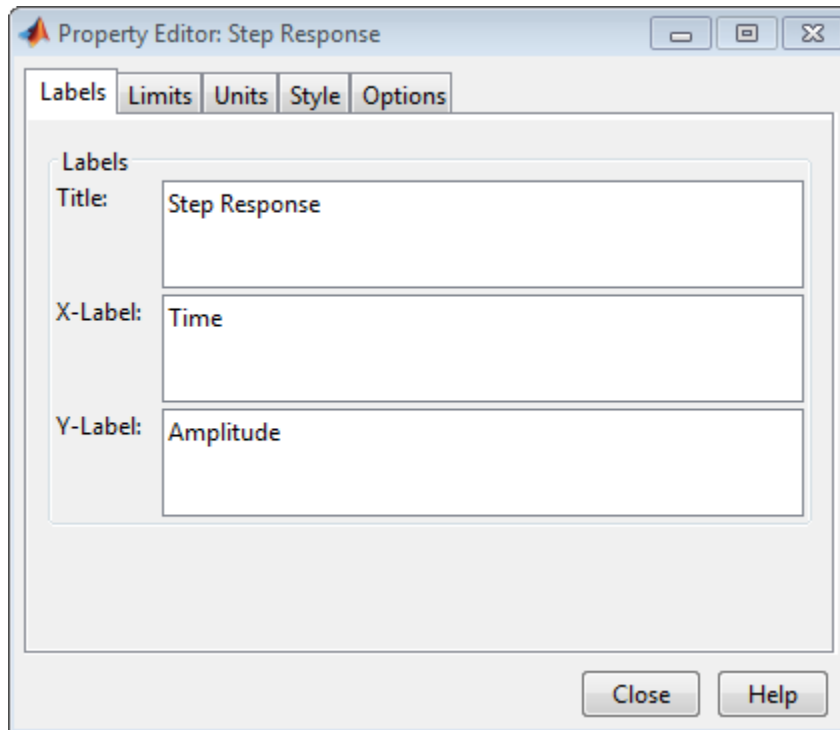 Property Editor: Step Response
Labels Limits Units Style Options
Labels
Title: Step Response
X-Label: Time
Y-Label: Amplitude
Close Help